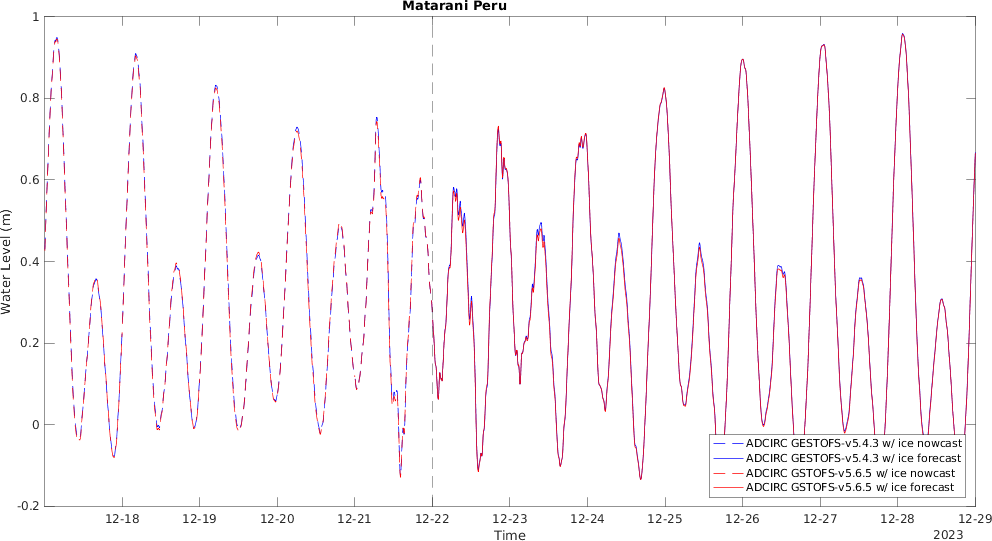 Matarani Peru
1
0.8
0.6
0.4
0.2
0
-0.2
Water Level (m)
12-18
12-19
12-20
12-21
12-22
12-23
12-24
12-25
12-26
12-27
12-28
12-29
Time
2023
ADCIRC GESTOFS-v5.4.3 w/ ice nowcast
ADCIRC GESTOFS-v5.4.3 w/ ice forecast
ADCIRC GSTOFS-v5.6.5 w/ ice nowcast
ADCIRC GSTOFS-v5.6.5 w/ ice forecast